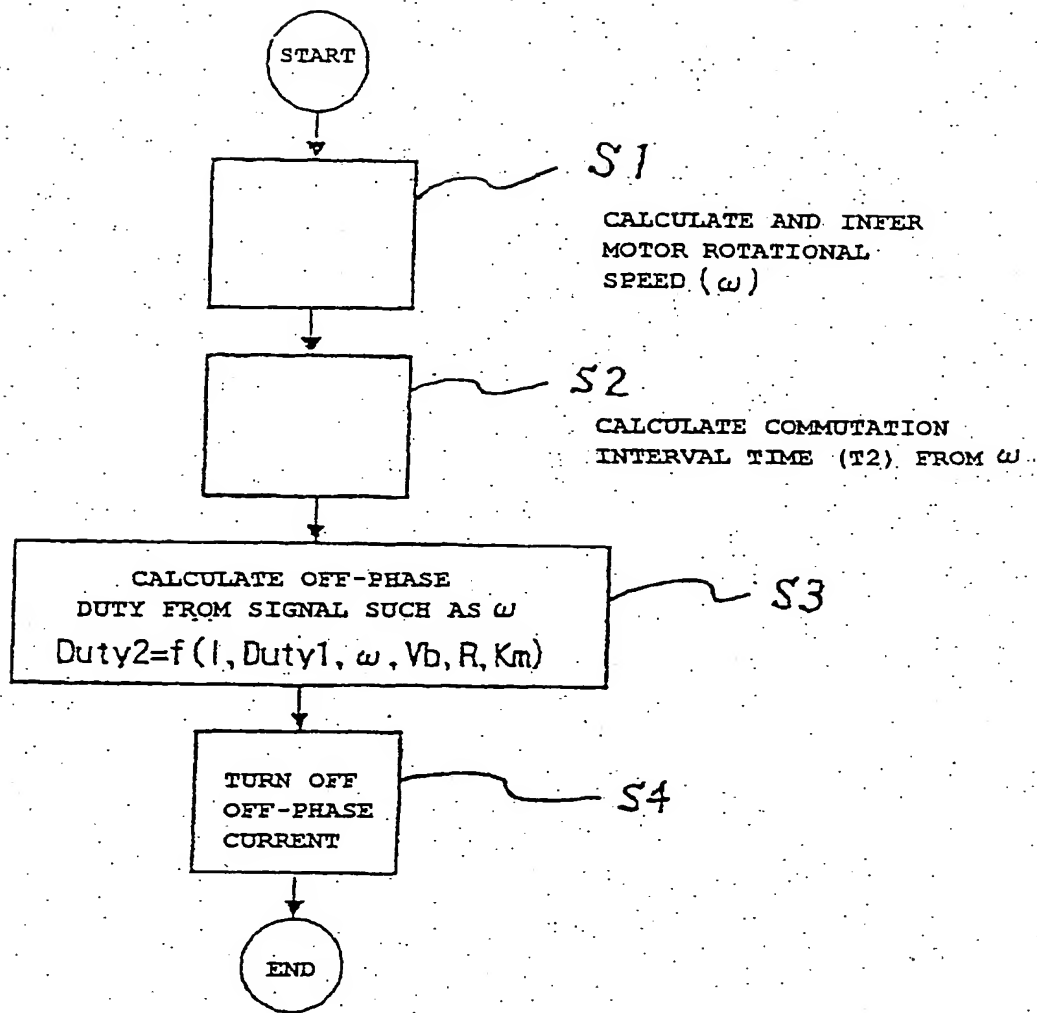 START
S1
CALCULATE AND INFER
MOTOR ROTATIONAL
SPEED (ω)
S2
CALCULATE COMMUTATION
INTERVAL TIME (T2) FROM ω
CALCULATE OFF-PHASE
DUTY FROM SIGNAL SUCH AS ω
Duty2=f(I,Duty1,ω,Vb,R,Km)
S3
TURN OFF
OFF-PHASE
CURRENT
S4
END